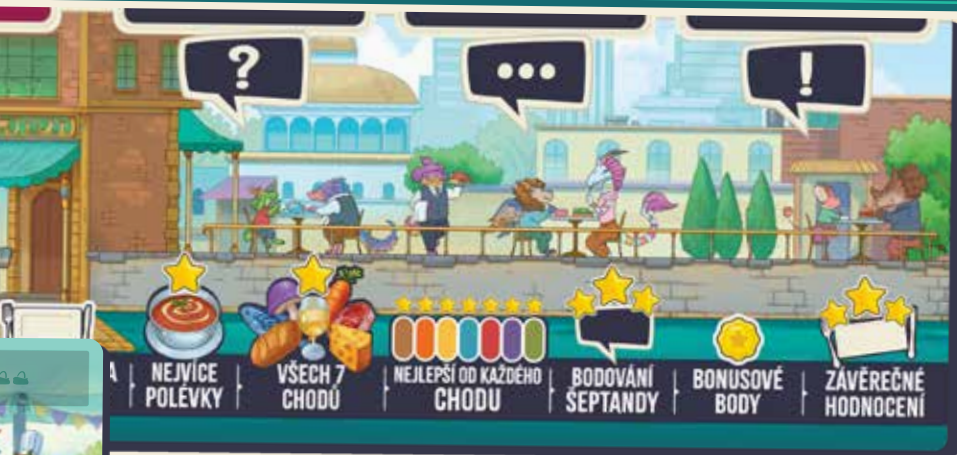 ?
...
!
A
NEJVÍCE
POLÉVKY
VŠECH 7
CHODŮ
NEJLEPŠÍ OD KAŽDÉHO
CHODU
BODOVÁNÍ
ŠEPTANDY
BONUSOVÉ
BODY
ZÁVĚREČNÉ
HODNOCENÍ